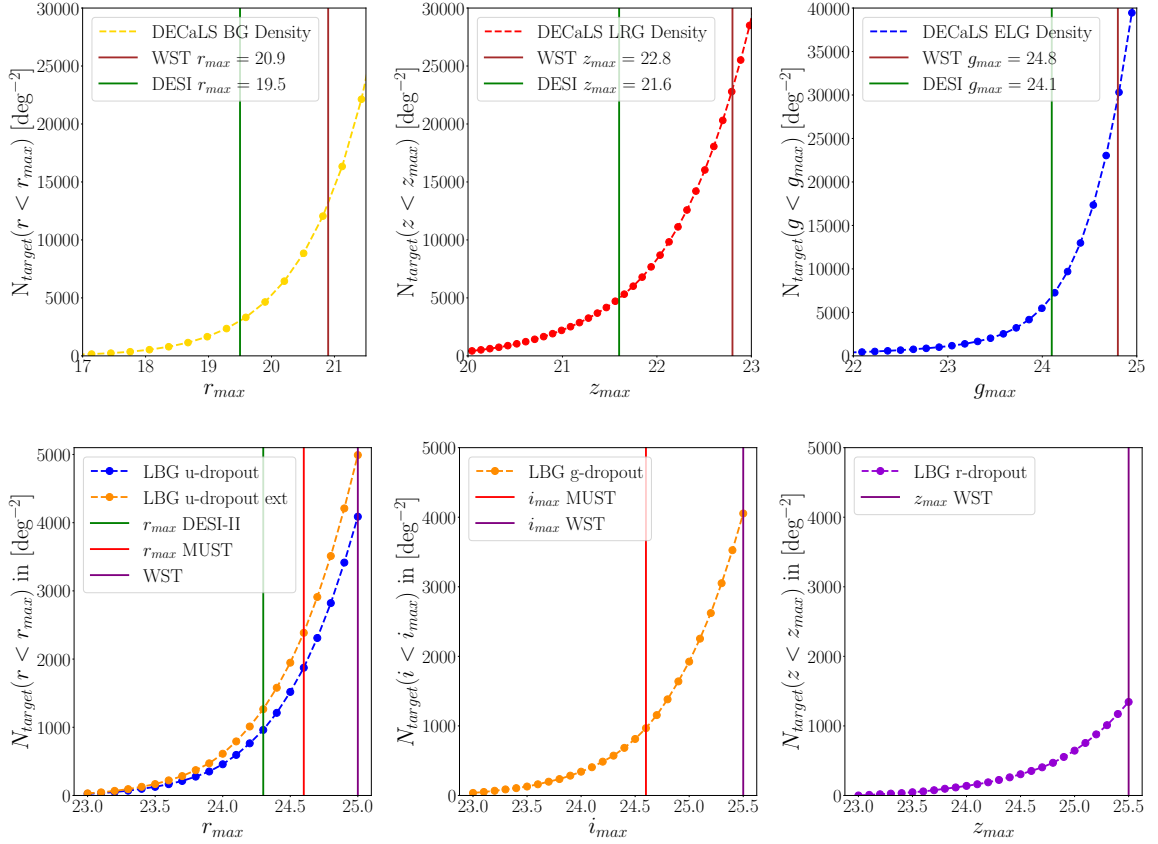 DECaLS BG Density
WST r_max = 20.9
DESI r_max = 19.5
N_target(r < r_max) [deg⁻²]
30000
25000
20000
15000
10000
5000
0
17 18 19 20 21
r_max
DECaLS LRG Density
WST z_max = 22.8
DESI z_max = 21.6
N_target(z < z_max) [deg⁻²]
30000
25000
20000
15000
10000
5000
0
20 21 22 23
z_max
DECaLS ELG Density
WST g_max = 24.8
DESI g_max = 24.1
N_target(g < g_max) [deg⁻²]
40000
35000
30000
25000
20000
15000
10000
5000
0
22 23 24 25
g_max
LBG u-dropout
LBG u-dropout ext
r_max DESI-II
r_max MUST
WST
N_target(r < r_max) in [deg⁻²]
5000
4000
3000
2000
1000
0
23.0 23.5 24.0 24.5 25.0
r_max
LBG g-dropout
i_max MUST
i_max WST
N_target(i < i_max) in [deg⁻²]
5000
4000
3000
2000
1000
0
23.0 23.5 24.0 24.5 25.0 25.5
i_max
LBG r-dropout
z_max WST
N_target(z < z_max) in [deg⁻²]
5000
4000
3000
2000
1000
0
23.0 23.5 24.0 24.5 25.0 25.5
z_max